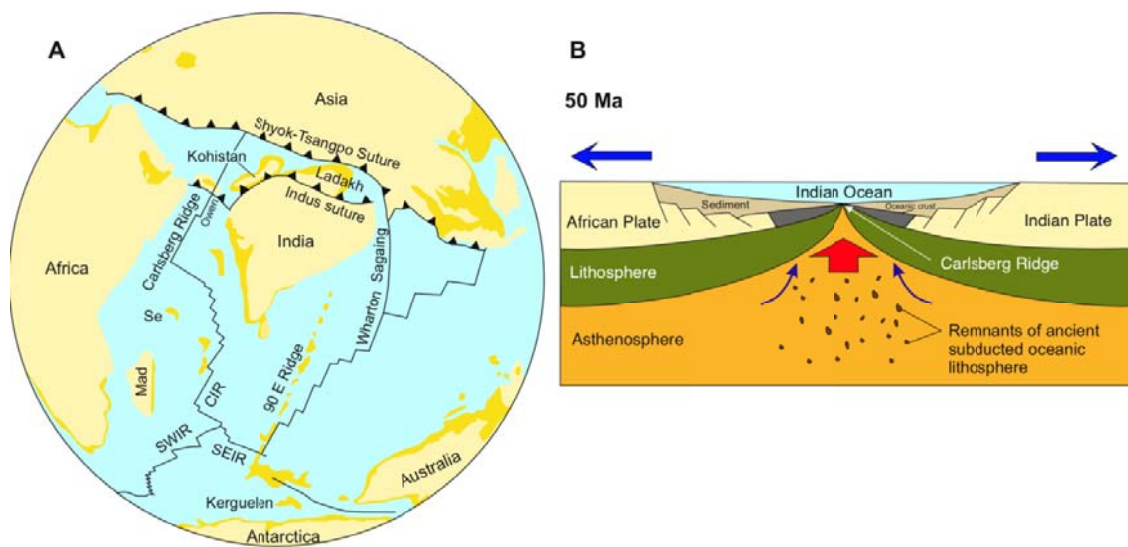 A
Asia
Shyok-Tsangpo Suture
Kohistan
Ladakh
Indus suture
Owen
Carlsberg Ridge
India
Africa
Sagaing
Wharton
Se
90 E Ridge
Mad
CIR
SWIR
SEIR
Australia
Kerguelen
Antarctica
B
50 Ma
Indian Ocean
Sediment
Oceanic crust
African Plate
Indian Plate
Carlsberg Ridge
Lithosphere
Asthenosphere
Remnants of ancient
subducted oceanic
lithosphere